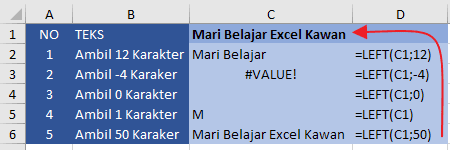 A B C D
1 NO TEKS Mari Belajar Excel Kawan
2 1 Ambil 12 Karakter Mari Belajar =LEFT(C1;12)
3 2 Ambil -4 Karaker #VALUE! =LEFT(C1;-4)
4 3 Ambil 0 Karakter =LEFT(C1;0)
5 4 Ambil 1 Karakter M =LEFT(C1)
6 5 Ambil 50 Karaker Mari Belajar Excel Kawan =LEFT(C1;50)